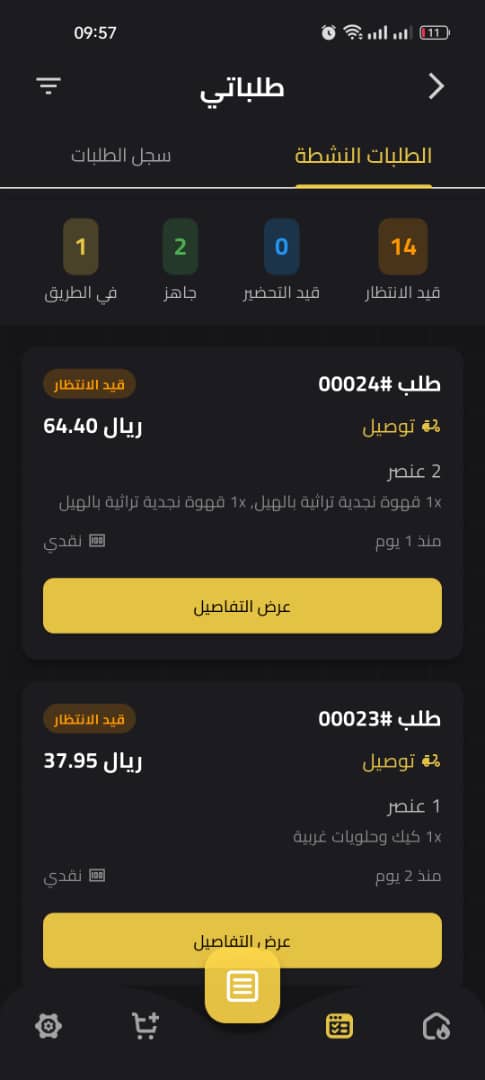 09:57
11
طلباتي
الطلبات النشطة
سجل الطلبات
14
0
2
1
قيد الانتظار
قيد التحضير
جاهز
في الطريق
طلب #00024
قيد الانتظار
توصيل
64.40 ريال
2 عنصر
1x قهوة نجدية تراثية بالهيل, 1x قهوة نجدية تراثية بالهيل
منذ 1 يوم
نقدي
عرض التفاصيل
طلب #00023
قيد الانتظار
توصيل
37.95 ريال
1 عنصر
1x كيك وحلويات غربية
منذ 2 يوم
نقدي
عرض التفاصيل